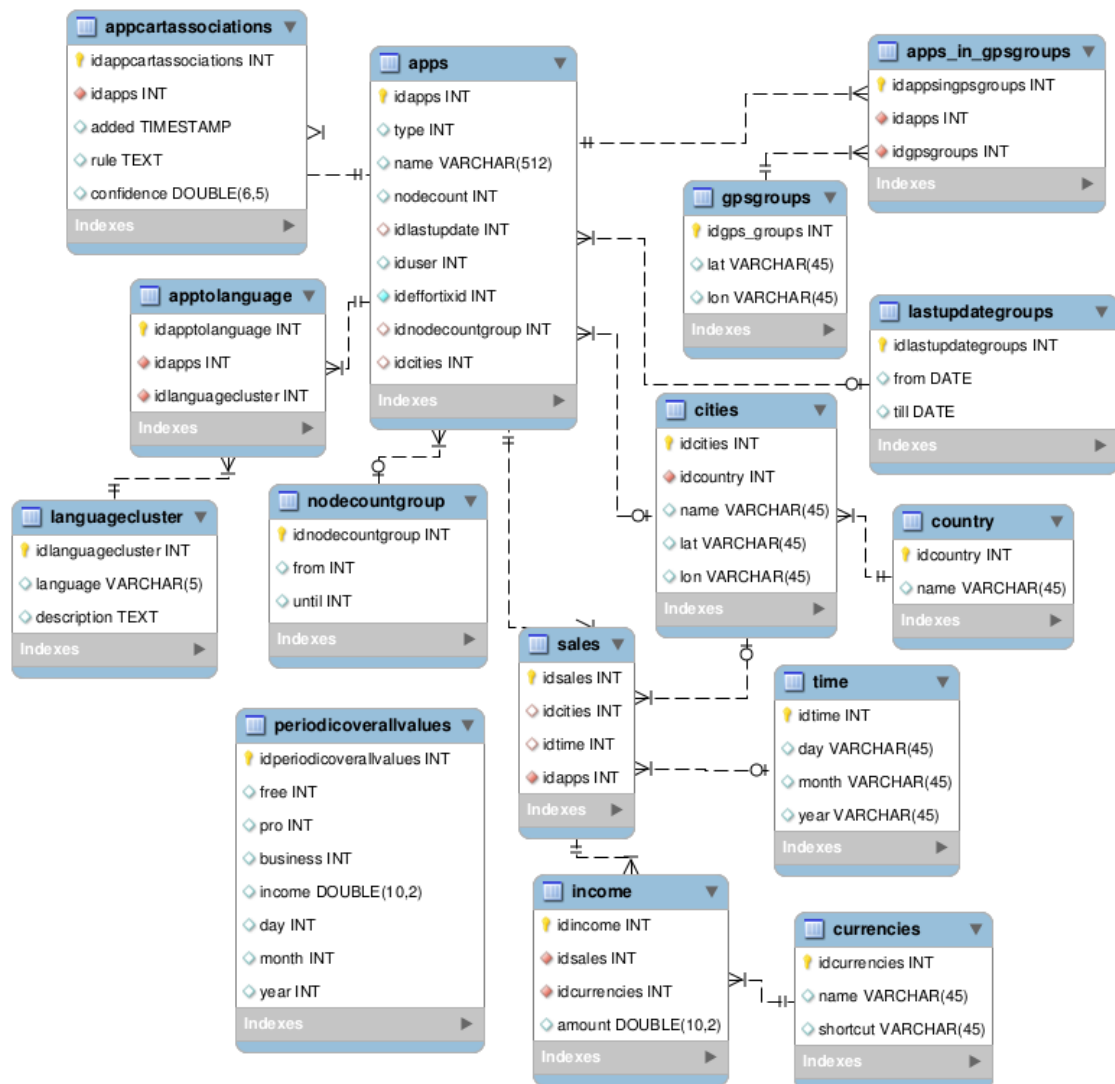 appcartassociations
idappcartassociations INT
idapps INT
added TIMESTAMP
rule TEXT
confidence DOUBLE(6,5)
Indexes
apps
idapps INT
type INT
name VARCHAR(512)
nodecount INT
idlastupdate INT
iduser INT
ideffortixid INT
idnodecountgroup INT
idcities INT
Indexes
apps_in_gpsgroups
idappsingpsgroups INT
idapps INT
idgpsgroups INT
Indexes
gpsgroups
idgps_groups INT
lat VARCHAR(45)
lon VARCHAR(45)
Indexes
apptolanguage
idapptolanguage INT
idapps INT
idlanguagecluster INT
Indexes
lastupdategroups
idlastupdategroups INT
from DATE
till DATE
Indexes
cities
idcities INT
idcountry INT
name VARCHAR(45)
lat VARCHAR(45)
lon VARCHAR(45)
Indexes
languagecluster
idlanguagecluster INT
language VARCHAR(5)
description TEXT
Indexes
nodecountgroup
idnodecountgroup INT
from INT
until INT
Indexes
country
idcountry INT
name VARCHAR(45)
Indexes
sales
idsales INT
idcities INT
idtime INT
idapps INT
Indexes
time
idtime INT
day VARCHAR(45)
month VARCHAR(45)
year VARCHAR(45)
Indexes
periodicoverallvalues
idperiodicoverallvalues INT
free INT
pro INT
business INT
income DOUBLE(10,2)
day INT
month INT
year INT
Indexes
income
idincome INT
idsales INT
idcurrencies INT
amount DOUBLE(10,2)
Indexes
currencies
idcurrencies INT
name VARCHAR(45)
shortcut VARCHAR(45)
Indexes